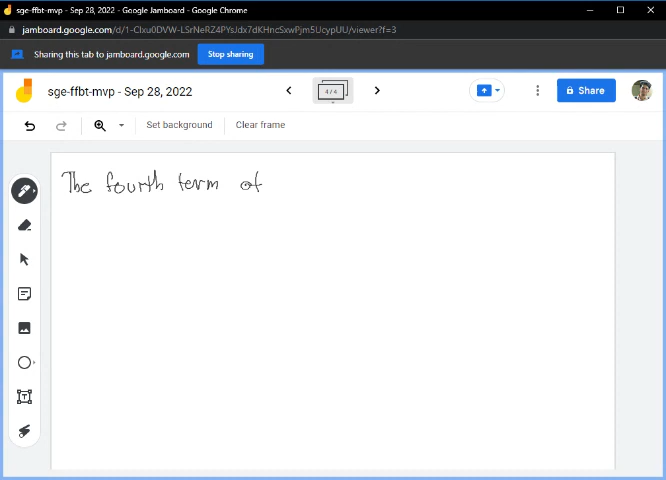 sge-ffbt-mvp - Sep 28, 2022 - Google Jamboard - Google Chrome
jamboard.google.com/d/1-CIxu0DVW-LSrNeRZ4PYsJdx7dKHncSxwPjm5UcypUU/viewer?f=3
Sharing this tab to jamboard.google.com Stop sharing
sge-ffbt-mvp - Sep 28, 2022 4/4 Share
Set background Clear frame
The fourth term of